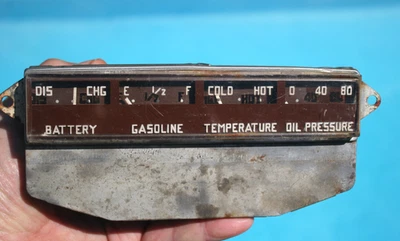 DIS CHG E 1/2 F COLD HOT 0 40 80
BATTERY GASOLINE TEMPERATURE OIL PRESSURE